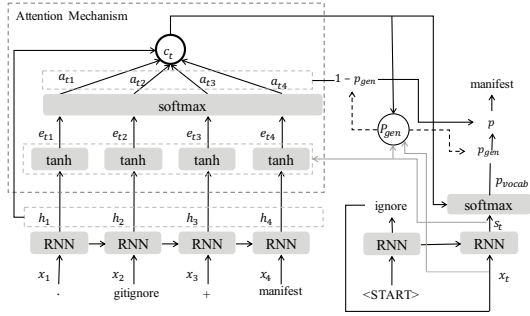 Attention Mechanism
c_t
a_t1 a_t2 a_t3 a_t4
1 − p_gen
manifest
softmax
p
e_t1 e_t2 e_t3 e_t4
P_gen
p_gen
tanh tanh tanh tanh
p_vocab
ignore
softmax
h_1 h_2 h_3 h_4
s_t
RNN RNN RNN RNN RNN RNN
x_1 x_2 x_3 x_4
x_t
. gitignore + manifest
<START>